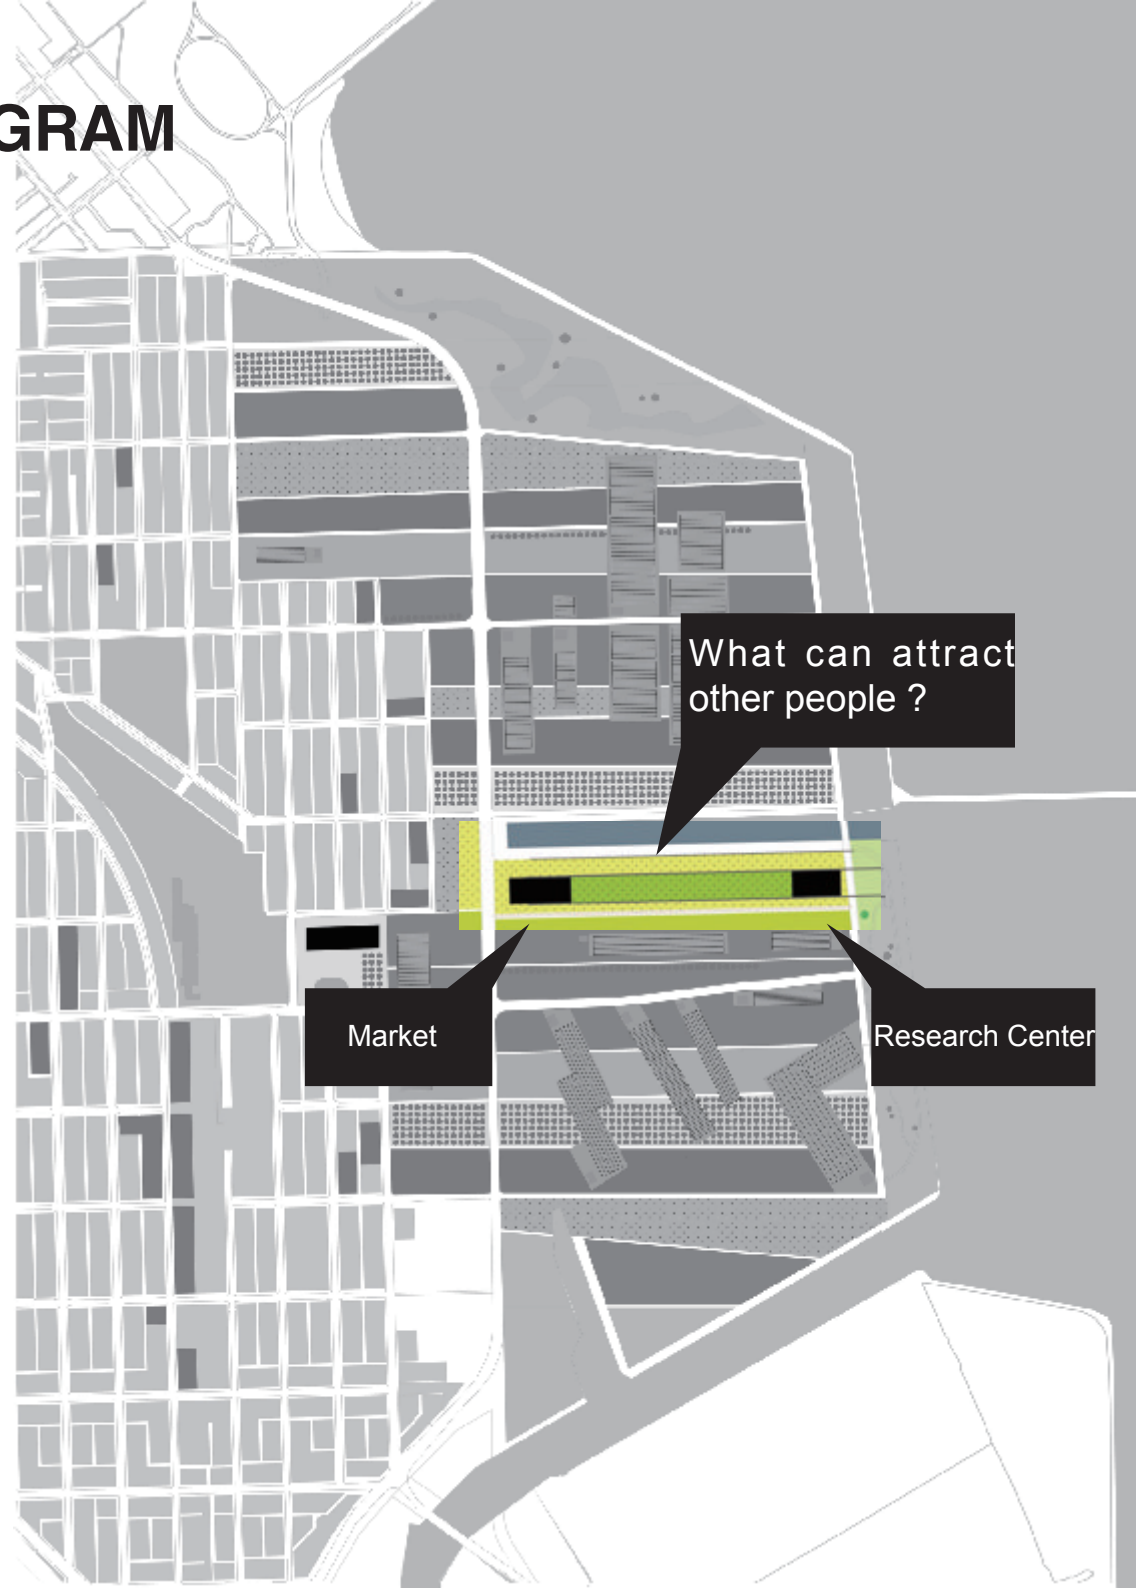 GRAM
What can attract
other people ?
Market
Research Center